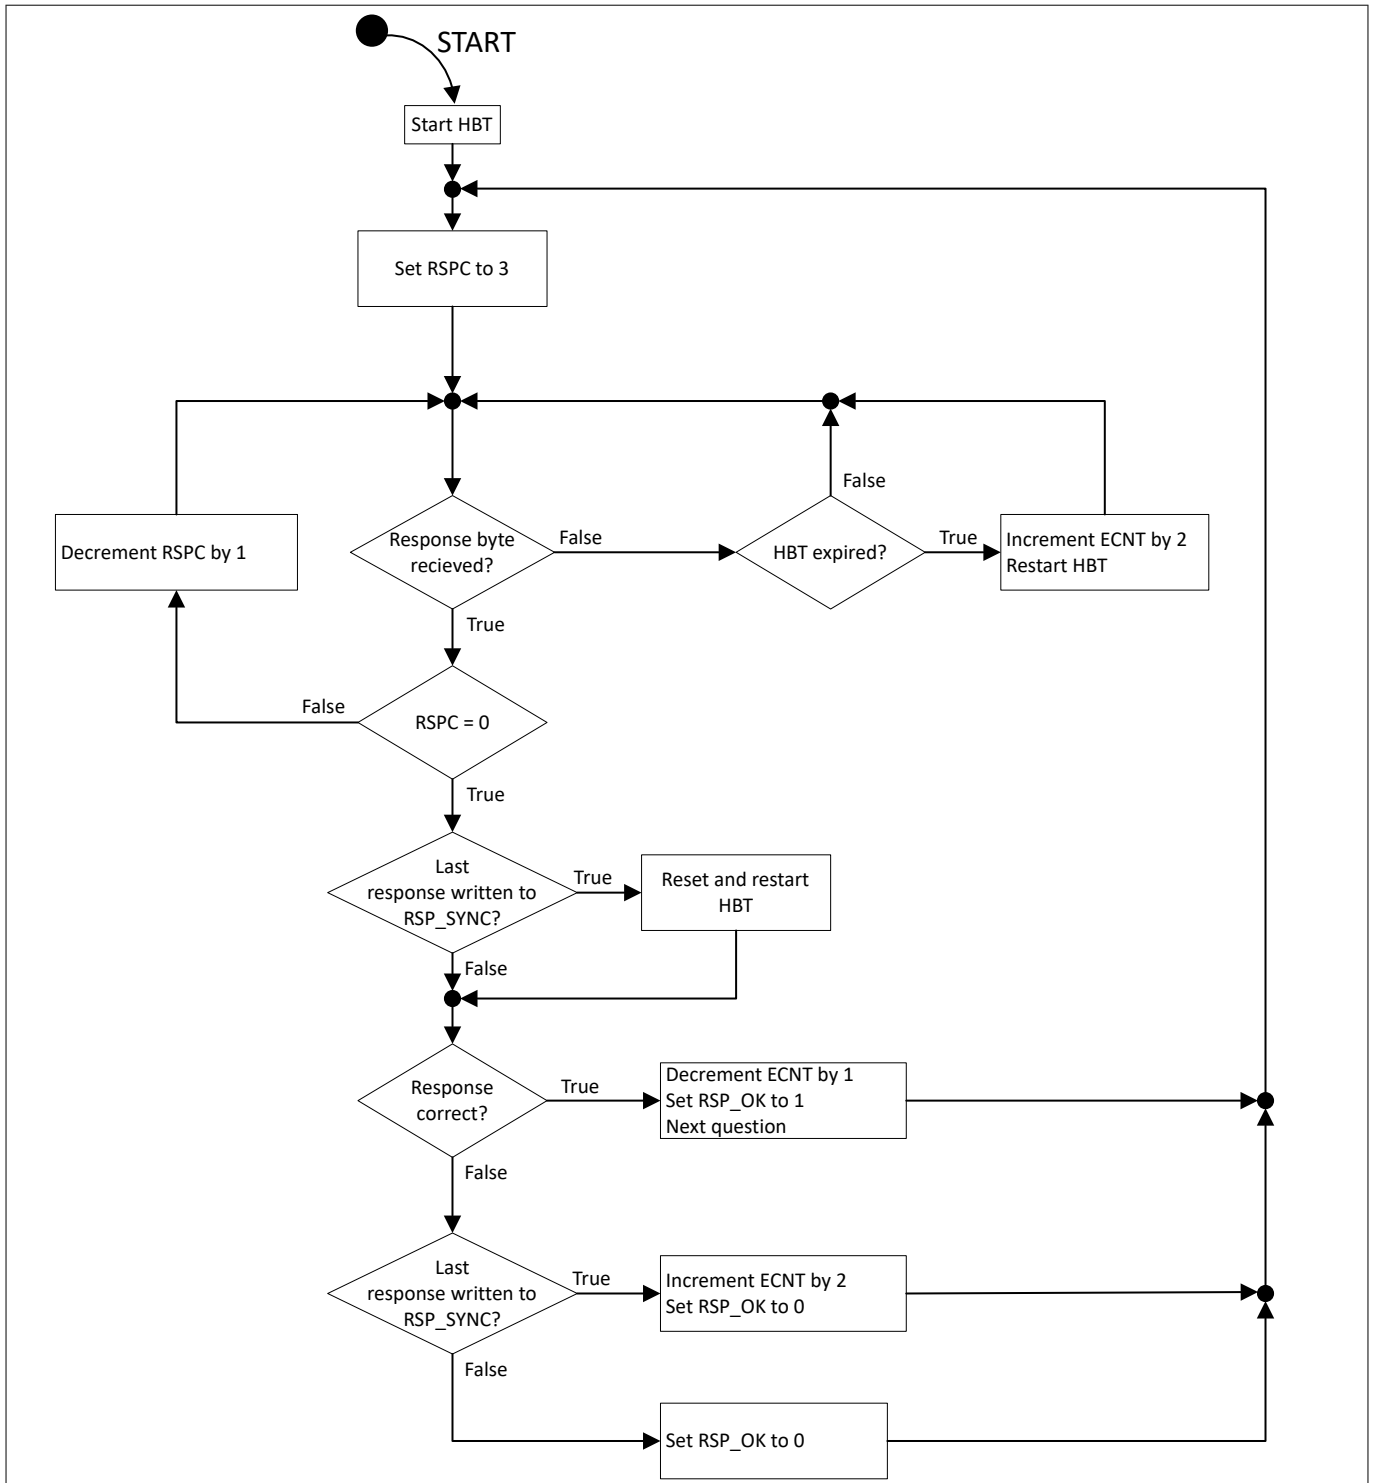 START
Start HBT
Set RSPC to 3
False
Decrement RSPC by 1
Response byte
recieved?
False
HBT expired?
True
Increment ECNT by 2
Restart HBT
True
False
RSPC = 0
True
Last
response written to
RSP_SYNC?
True
Reset and restart
HBT
False
Response
correct?
True
Decrement ECNT by 1
Set RSP_OK to 1
Next question
False
Last
response written to
RSP_SYNC?
True
Increment ECNT by 2
Set RSP_OK to 0
False
Set RSP_OK to 0